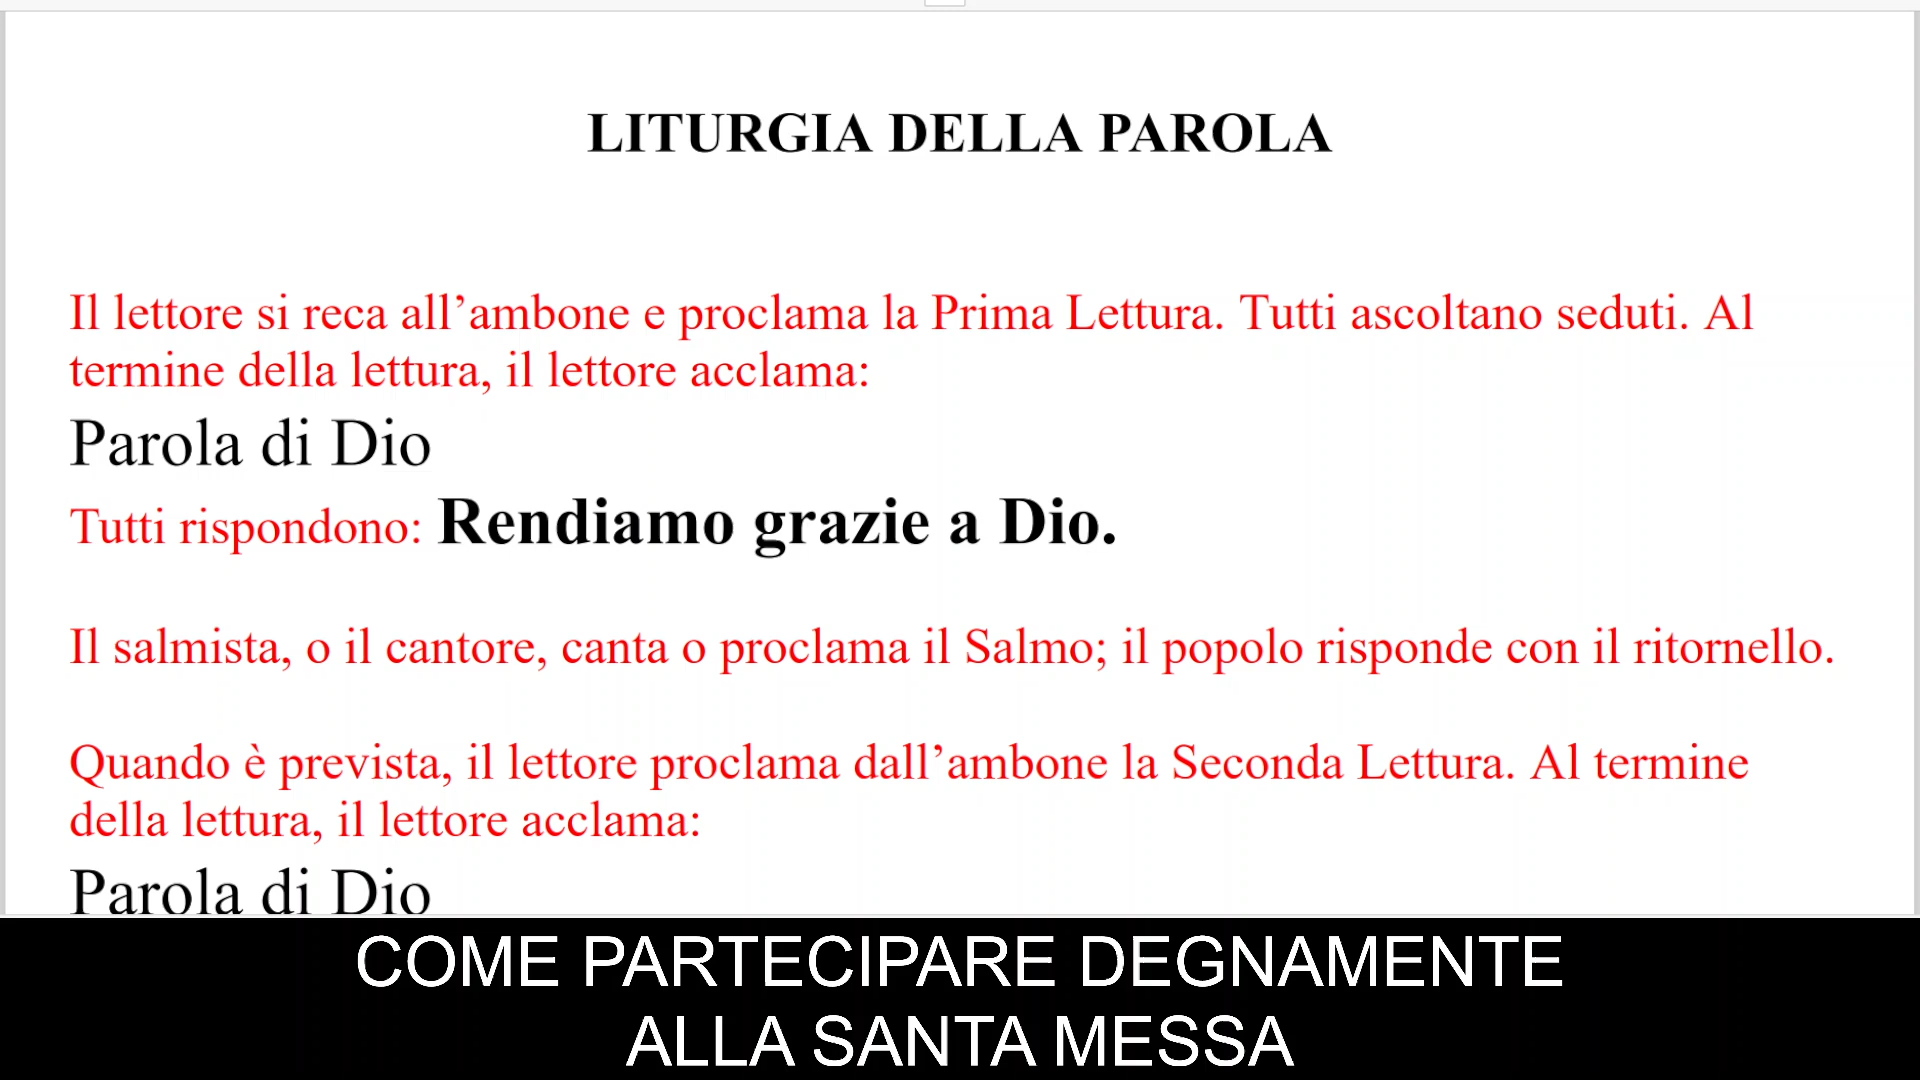 LITURGIA DELLA PAROLA
Il lettore si reca all’ambone e proclama la Prima Lettura. Tutti ascoltano seduti. Al
termine della lettura, il lettore acclama:
Parola di Dio
Tutti rispondono: Rendiamo grazie a Dio.
Il salmista, o il cantore, canta o proclama il Salmo; il popolo risponde con il ritornello.
Quando è prevista, il lettore proclama dall’ambone la Seconda Lettura. Al termine
della lettura, il lettore acclama:
Parola di Dio
COME PARTECIPARE DEGNAMENTE
ALLA SANTA MESSA